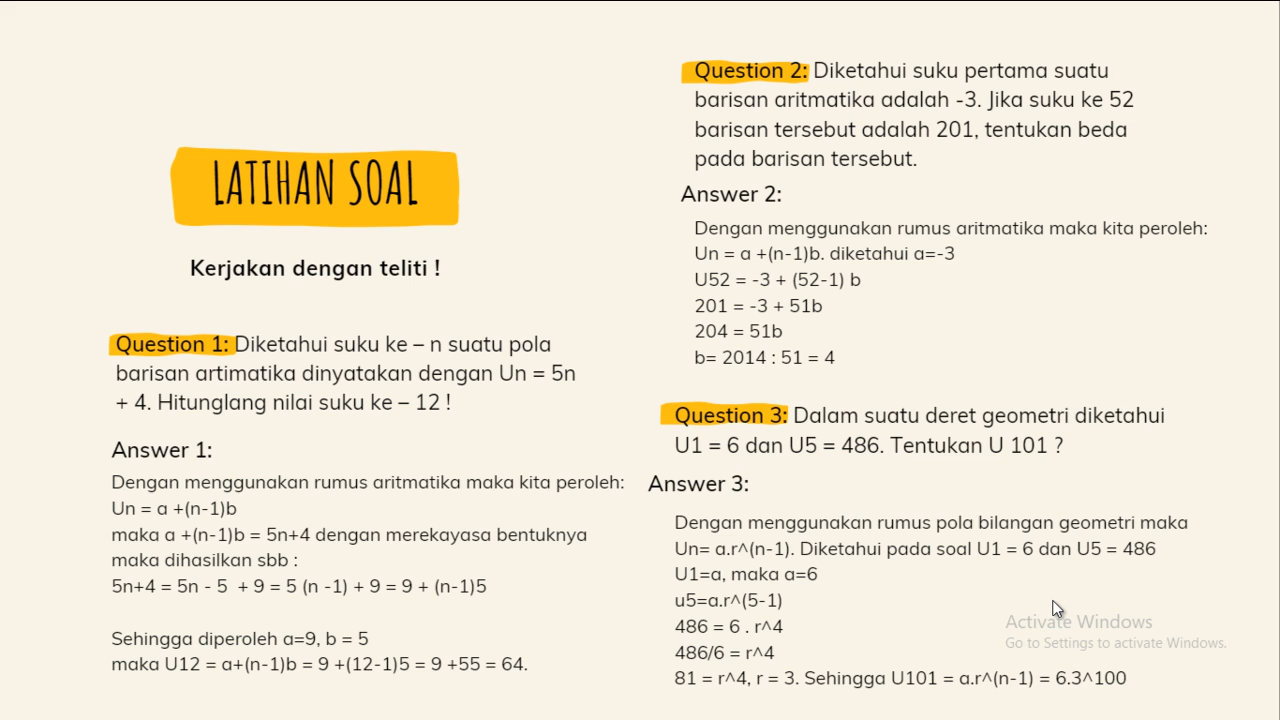 LATIHAN SOAL
Kerjakan dengan teliti !
Question 1: Diketahui suku ke – n suatu pola
barisan artimatika dinyatakan dengan Un = 5n
+ 4. Hitunglang nilai suku ke – 12 !
Answer 1:
Dengan menggunakan rumus aritmatika maka kita peroleh:
Un = a +(n-1)b
maka a +(n-1)b = 5n+4 dengan merekayasa bentuknya
maka dihasilkan sbb :
5n+4 = 5n - 5  + 9 = 5 (n -1) + 9 = 9 + (n-1)5
Sehingga diperoleh a=9, b = 5
maka U12 = a+(n-1)b = 9 +(12-1)5 = 9 +55 = 64.
Question 2: Diketahui suku pertama suatu
barisan aritmatika adalah -3. Jika suku ke 52
barisan tersebut adalah 201, tentukan beda
pada barisan tersebut.
Answer 2:
Dengan menggunakan rumus aritmatika maka kita peroleh:
Un = a +(n-1)b. diketahui a=-3
U52 = -3 + (52-1) b
201 = -3 + 51b
204 = 51b
b= 2014 : 51 = 4
Question 3: Dalam suatu deret geometri diketahui
U1 = 6 dan U5 = 486. Tentukan U 101 ?
Answer 3:
Dengan menggunakan rumus pola bilangan geometri maka
Un= a.r^(n-1). Diketahui pada soal U1 = 6 dan U5 = 486
U1=a, maka a=6
u5=a.r^(5-1)
486 = 6 . r^4
486/6 = r^4
81 = r^4, r = 3. Sehingga U101 = a.r^(n-1) = 6.3^100
Activate Windows
Go to Settings to activate Windows.